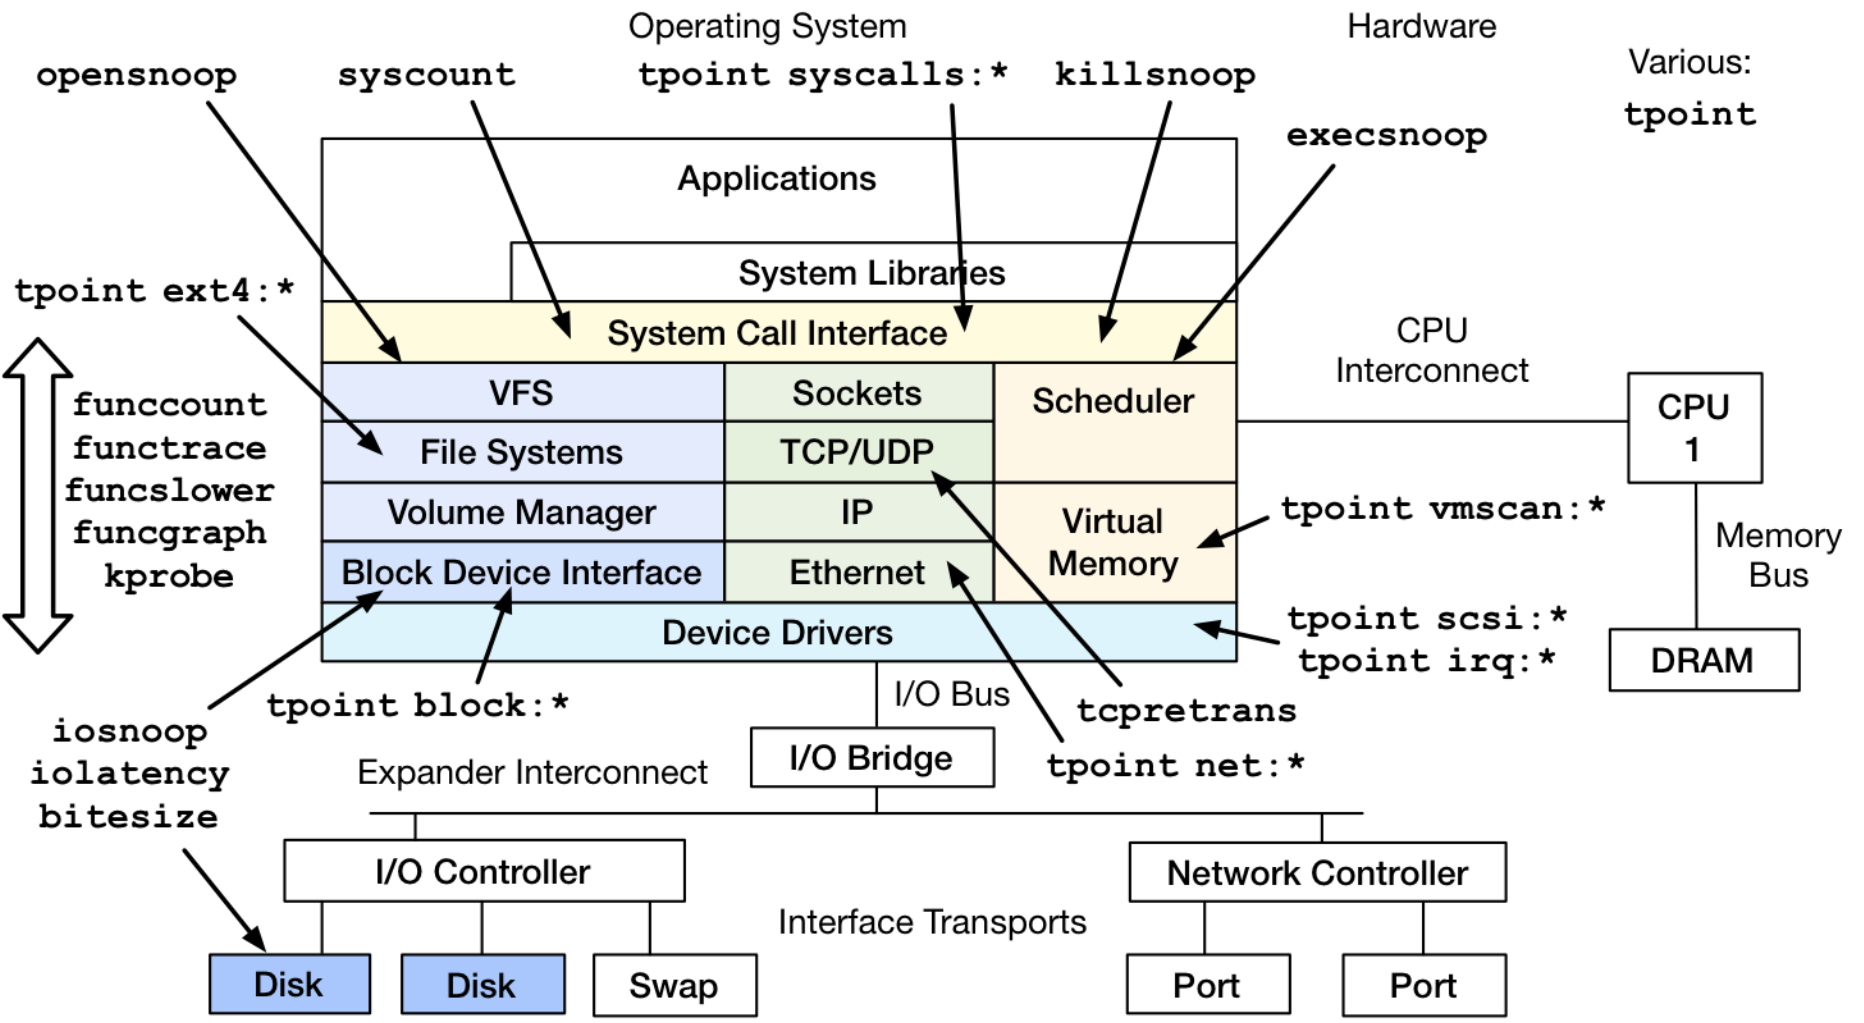 Operating System
Hardware
Various:
tpoint
opensnoop
syscount
tpoint syscalls:*
killsnoop
execsnoop
Applications
System Libraries
System Call Interface
tpoint ext4:*
funccount
functrace
funcslower
funcgraph
kprobe
VFS
Sockets
Scheduler
File Systems
TCP/UDP
Volume Manager
IP
Virtual
Memory
Block Device Interface
Ethernet
Device Drivers
CPU
Interconnect
CPU
1
tpoint vmscan:*
Memory
Bus
tpoint scsi:*
tpoint irq:*
DRAM
tpoint block:*
I/O Bus
tcpretrans
tpoint net:*
iosnoop
iolatency
bitesize
Expander Interconnect
I/O Bridge
I/O Controller
Network Controller
Interface Transports
Disk
Disk
Swap
Port
Port